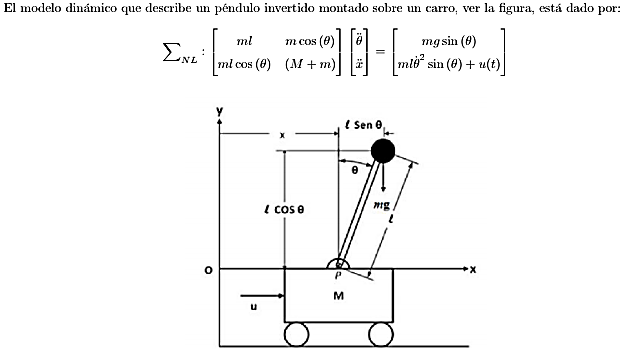 El modelo dinámico que describe un péndulo invertido montado sobre un carro, ver la figura, está dado por:
∑_{NL} : [ml  m cos (θ); ml cos (θ)  (M + m)] [θ̈; ẍ] = [mg sin (θ); mlθ̇² sin (θ) + u(t)]
Y
ℓ Sen θ
x
θ
ℓ COS θ
mg
ℓ
O
P
X
M
u